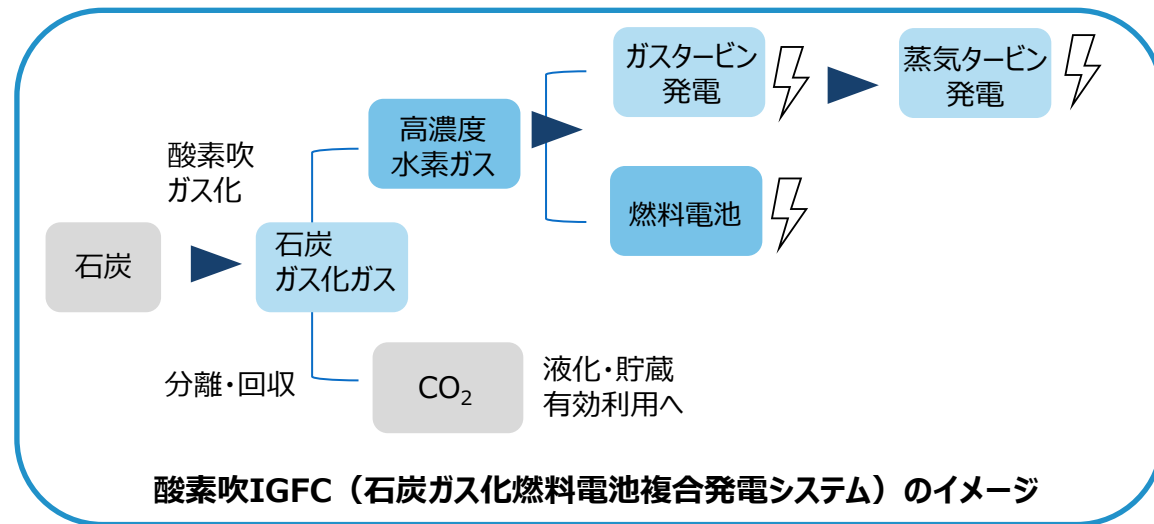 ガスタービン
発電
蒸気タービン
発電
高濃度
水素ガス
酸素吹
ガス化
燃料電池
石炭
石炭
ガス化ガス
分離・回収
CO₂
液化・貯蔵
有効利用へ
酸素吹IGFC（石炭ガス化燃料電池複合発電システム）のイメージ